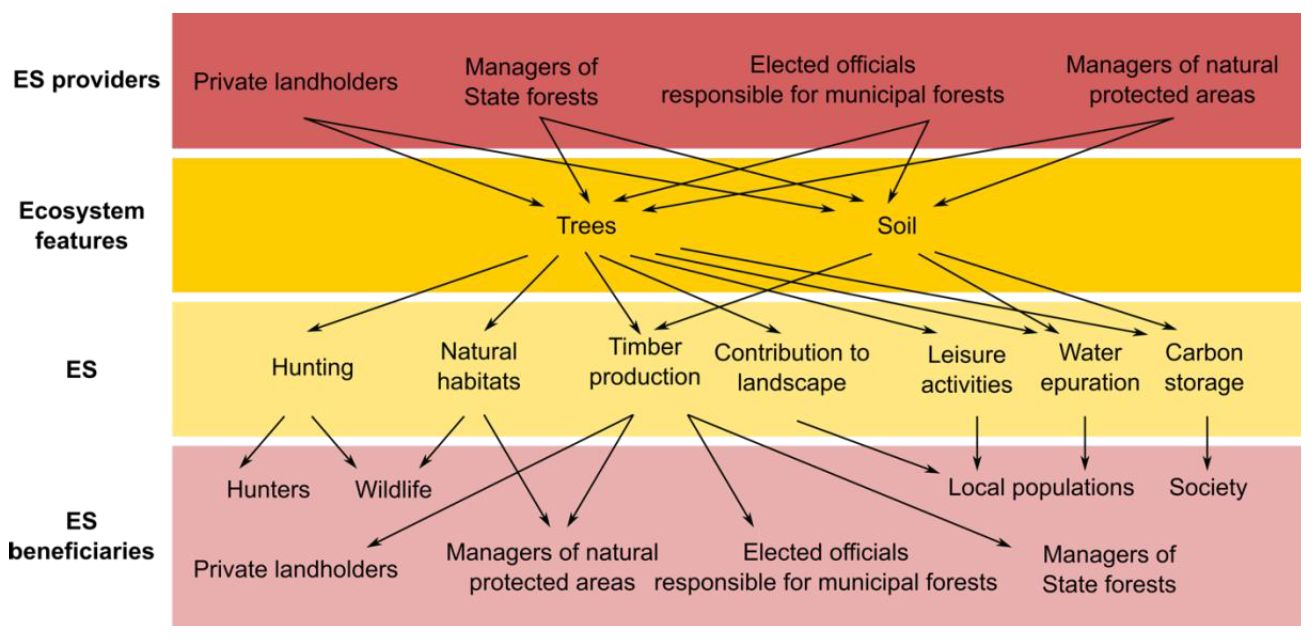 ES providers
Private landholders
Managers of
State forests
Elected officials
responsible for municipal forests
Managers of natural
protected areas
Ecosystem
features
Trees
Soil
ES
Hunting
Natural
habitats
Timber
production
Contribution to
landscape
Leisure
activities
Water
epuration
Carbon
storage
ES
beneficiaries
Hunters
Wildlife
Local populations
Society
Private landholders
Managers of natural
protected areas
Elected officials
responsible for municipal forests
Managers of
State forests